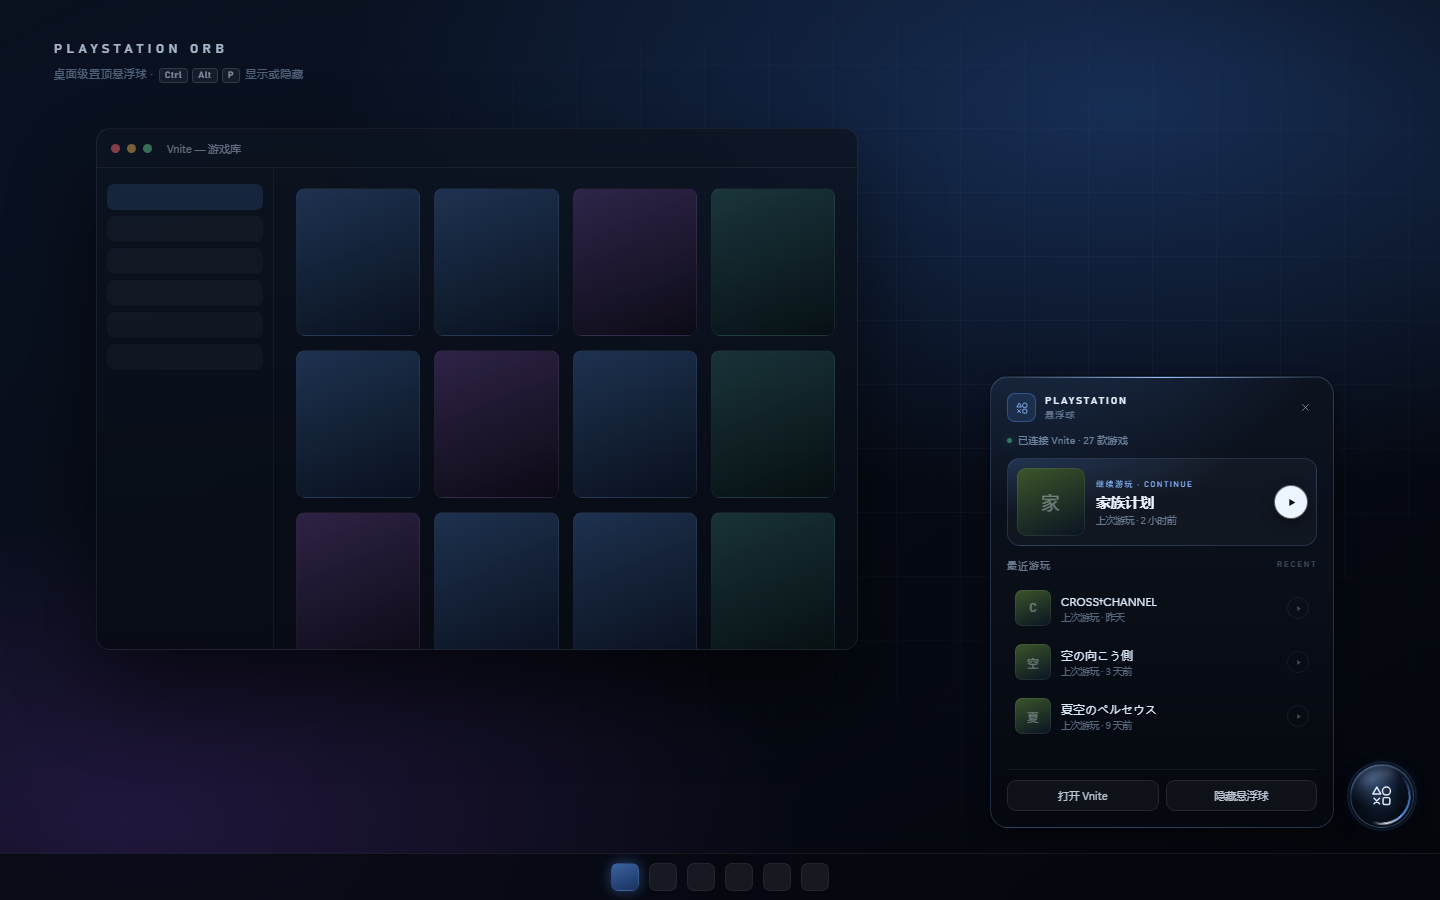 PLAYSTATION ORB
桌面级置顶悬浮球 · Ctrl Alt P 显示或隐藏
Vnite — 游戏库
PLAYSTATION
悬浮球
已连接 Vnite · 27 款游戏
家
继续游玩 · CONTINUE
家族计划
上次游玩 · 2 小时前
最近游玩 RECENT
C
CROSS†CHANNEL
上次游玩 · 昨天
空
空の向こう側
上次游玩 · 3 天前
夏
夏空のペルセウス
上次游玩 · 9 天前
打开 Vnite 隐藏悬浮球